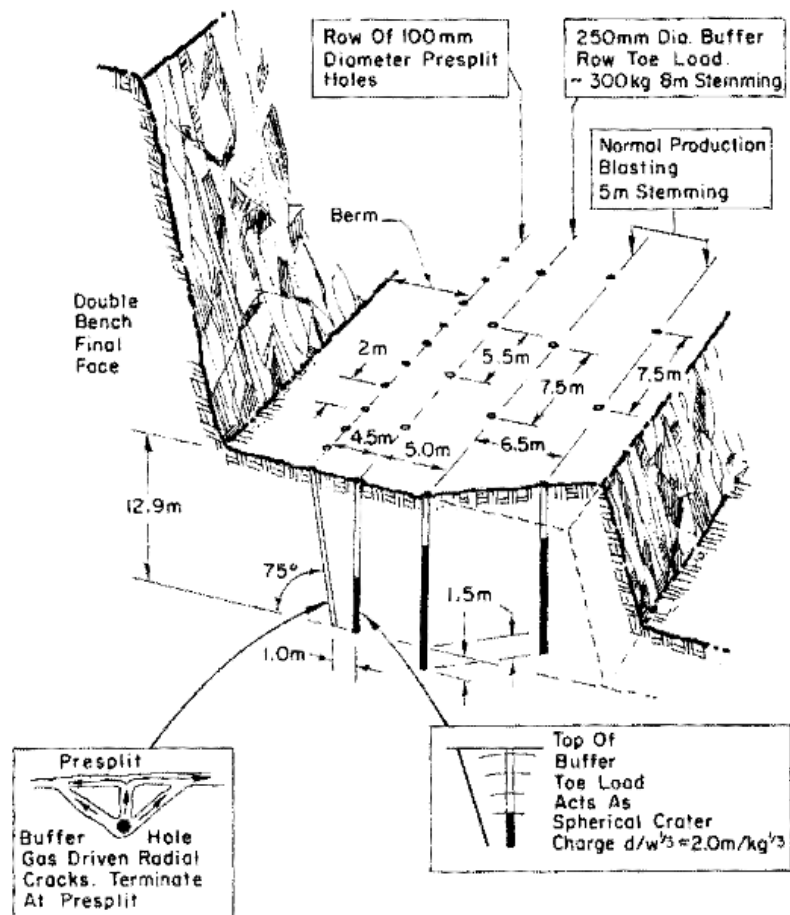 Row Of 100mm
Diameter Presplit
Holes
250mm Dia. Buffer
Row Toe Load.
~ 300kg 8m Stemming
Normal Production
Blasting
5m Stemming
Berm
Double
Bench
Final
Face
2m
5.5m
7.5m
7.5m
4.5m
5.0m
6.5m
12.9m
75°
1.5m
1.0m
Presplit
Buffer Hole
Gas Driven Radial
Cracks. Terminate
At Presplit
Top Of
Buffer
Toe Load
Acts As
Spherical Crater
Charge d/w^⅓ ≈ 2.0m/kg^⅓